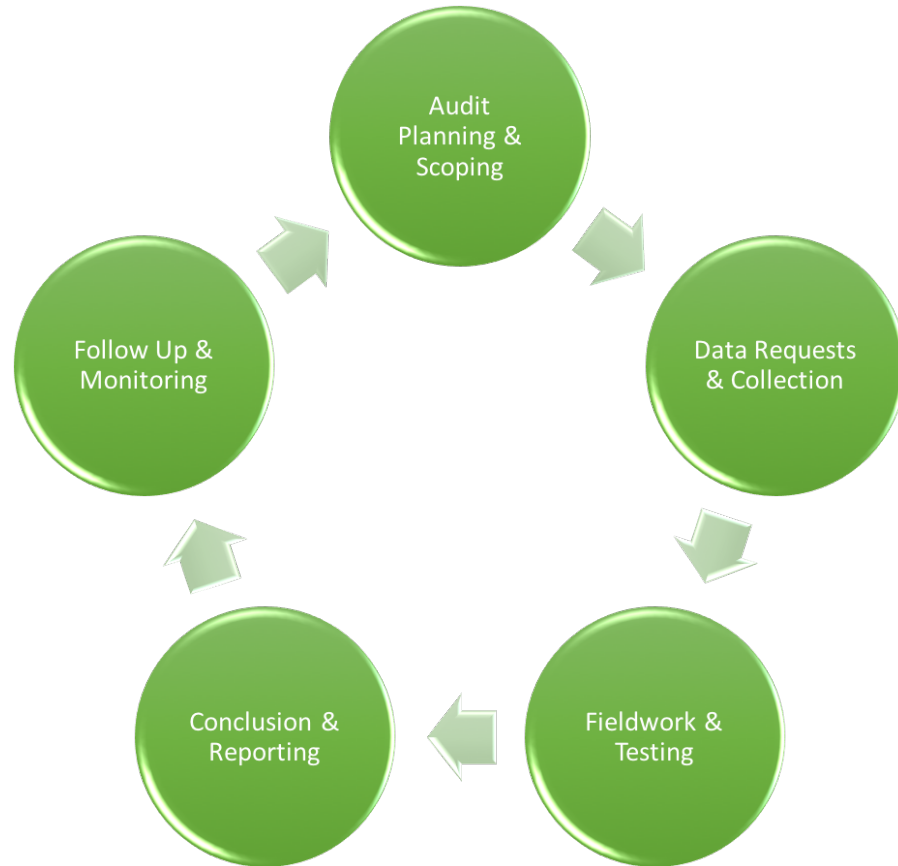 Audit
Planning &
Scoping
Data Requests
& Collection
Fieldwork &
Testing
Conclusion &
Reporting
Follow Up &
Monitoring